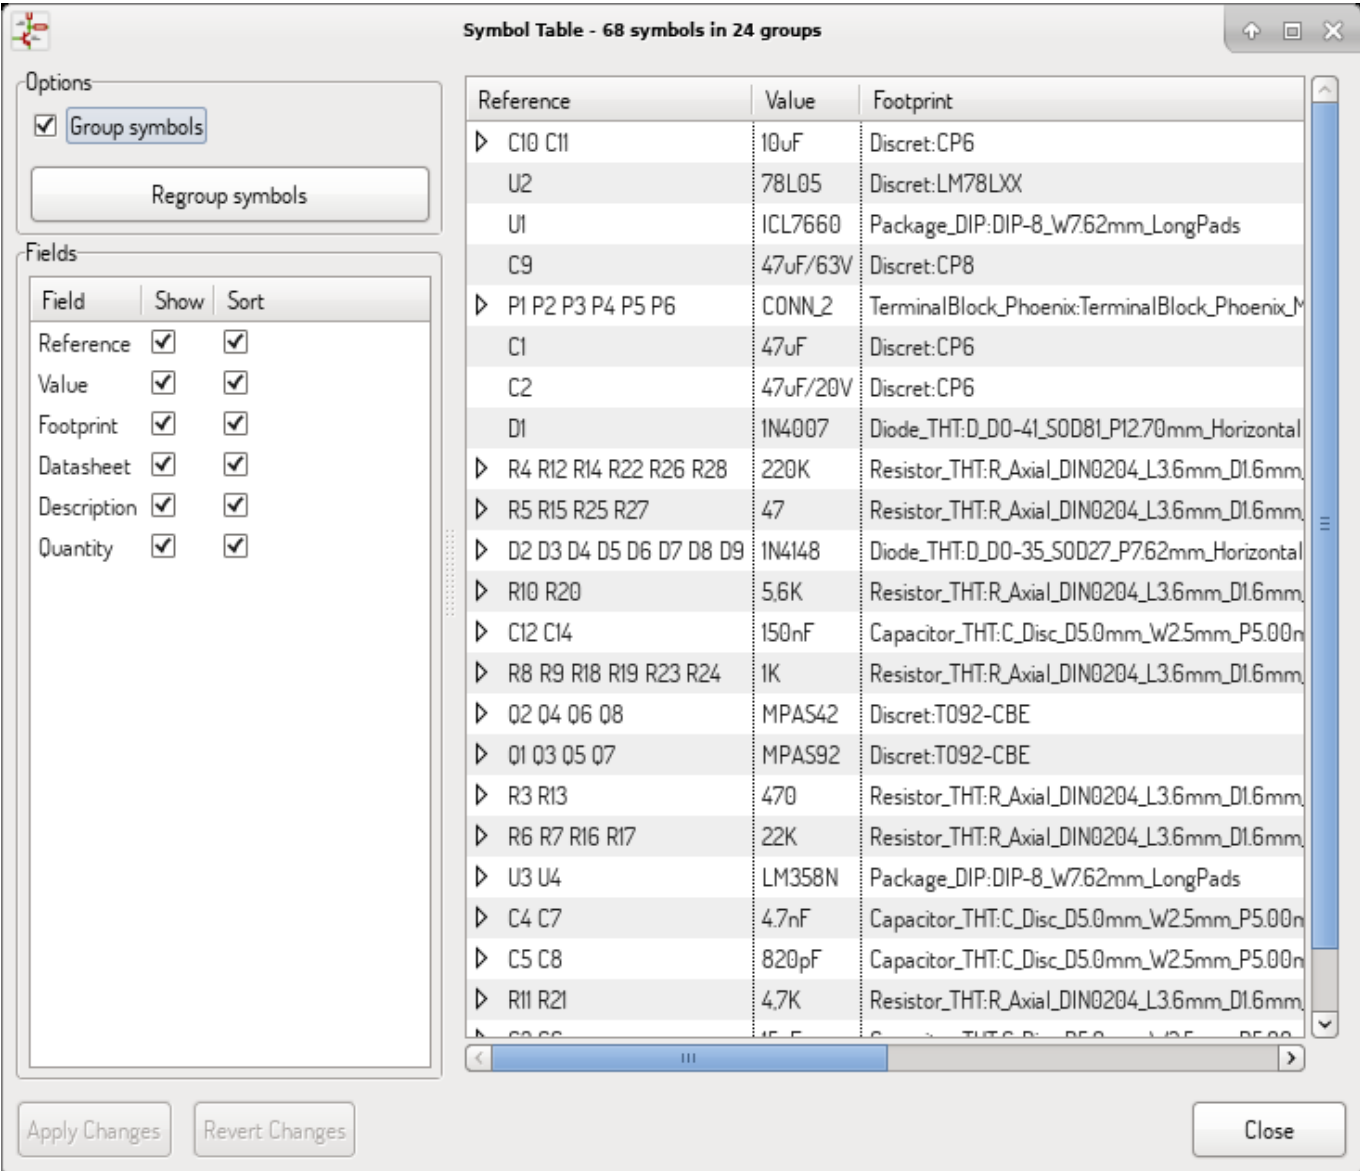 Symbol Table - 68 symbols in 24 groups
Options
Group symbols
Regroup symbols
Fields
Field Show Sort
Reference
Value
Footprint
Datasheet
Description
Quantity
Reference Value Footprint
C10 C11 10uF Discret:CP6
U2 78L05 Discret:LM78LXX
U1 ICL7660 Package_DIP:DIP-8_W7.62mm_LongPads
C9 47uF/63V Discret:CP8
P1 P2 P3 P4 P5 P6 CONN_2 TerminalBlock_Phoenix:TerminalBlock_Phoenix_M
C1 47uF Discret:CP6
C2 47uF/20V Discret:CP6
D1 1N4007 Diode_THT:D_DO-41_SOD81_P12.70mm_Horizontal
R4 R12 R14 R22 R26 R28 220K Resistor_THT:R_Axial_DIN0204_L3.6mm_D1.6mm_
R5 R15 R25 R27 47 Resistor_THT:R_Axial_DIN0204_L3.6mm_D1.6mm_
D2 D3 D4 D5 D6 D7 D8 D9 1N4148 Diode_THT:D_DO-35_SOD27_P7.62mm_Horizontal
R10 R20 5,6K Resistor_THT:R_Axial_DIN0204_L3.6mm_D1.6mm_
C12 C14 150nF Capacitor_THT:C_Disc_D5.0mm_W2.5mm_P5.00m
R8 R9 R18 R19 R23 R24 1K Resistor_THT:R_Axial_DIN0204_L3.6mm_D1.6mm_
Q2 Q4 Q6 Q8 MPAS42 Discret:TO92-CBE
Q1 Q3 Q5 Q7 MPAS92 Discret:TO92-CBE
R3 R13 470 Resistor_THT:R_Axial_DIN0204_L3.6mm_D1.6mm_
R6 R7 R16 R17 22K Resistor_THT:R_Axial_DIN0204_L3.6mm_D1.6mm_
U3 U4 LM358N Package_DIP:DIP-8_W7.62mm_LongPads
C4 C7 4.7nF Capacitor_THT:C_Disc_D5.0mm_W2.5mm_P5.00m
C5 C8 820pF Capacitor_THT:C_Disc_D5.0mm_W2.5mm_P5.00m
R11 R21 4,7K Resistor_THT:R_Axial_DIN0204_L3.6mm_D1.6mm_
Apply Changes Revert Changes Close